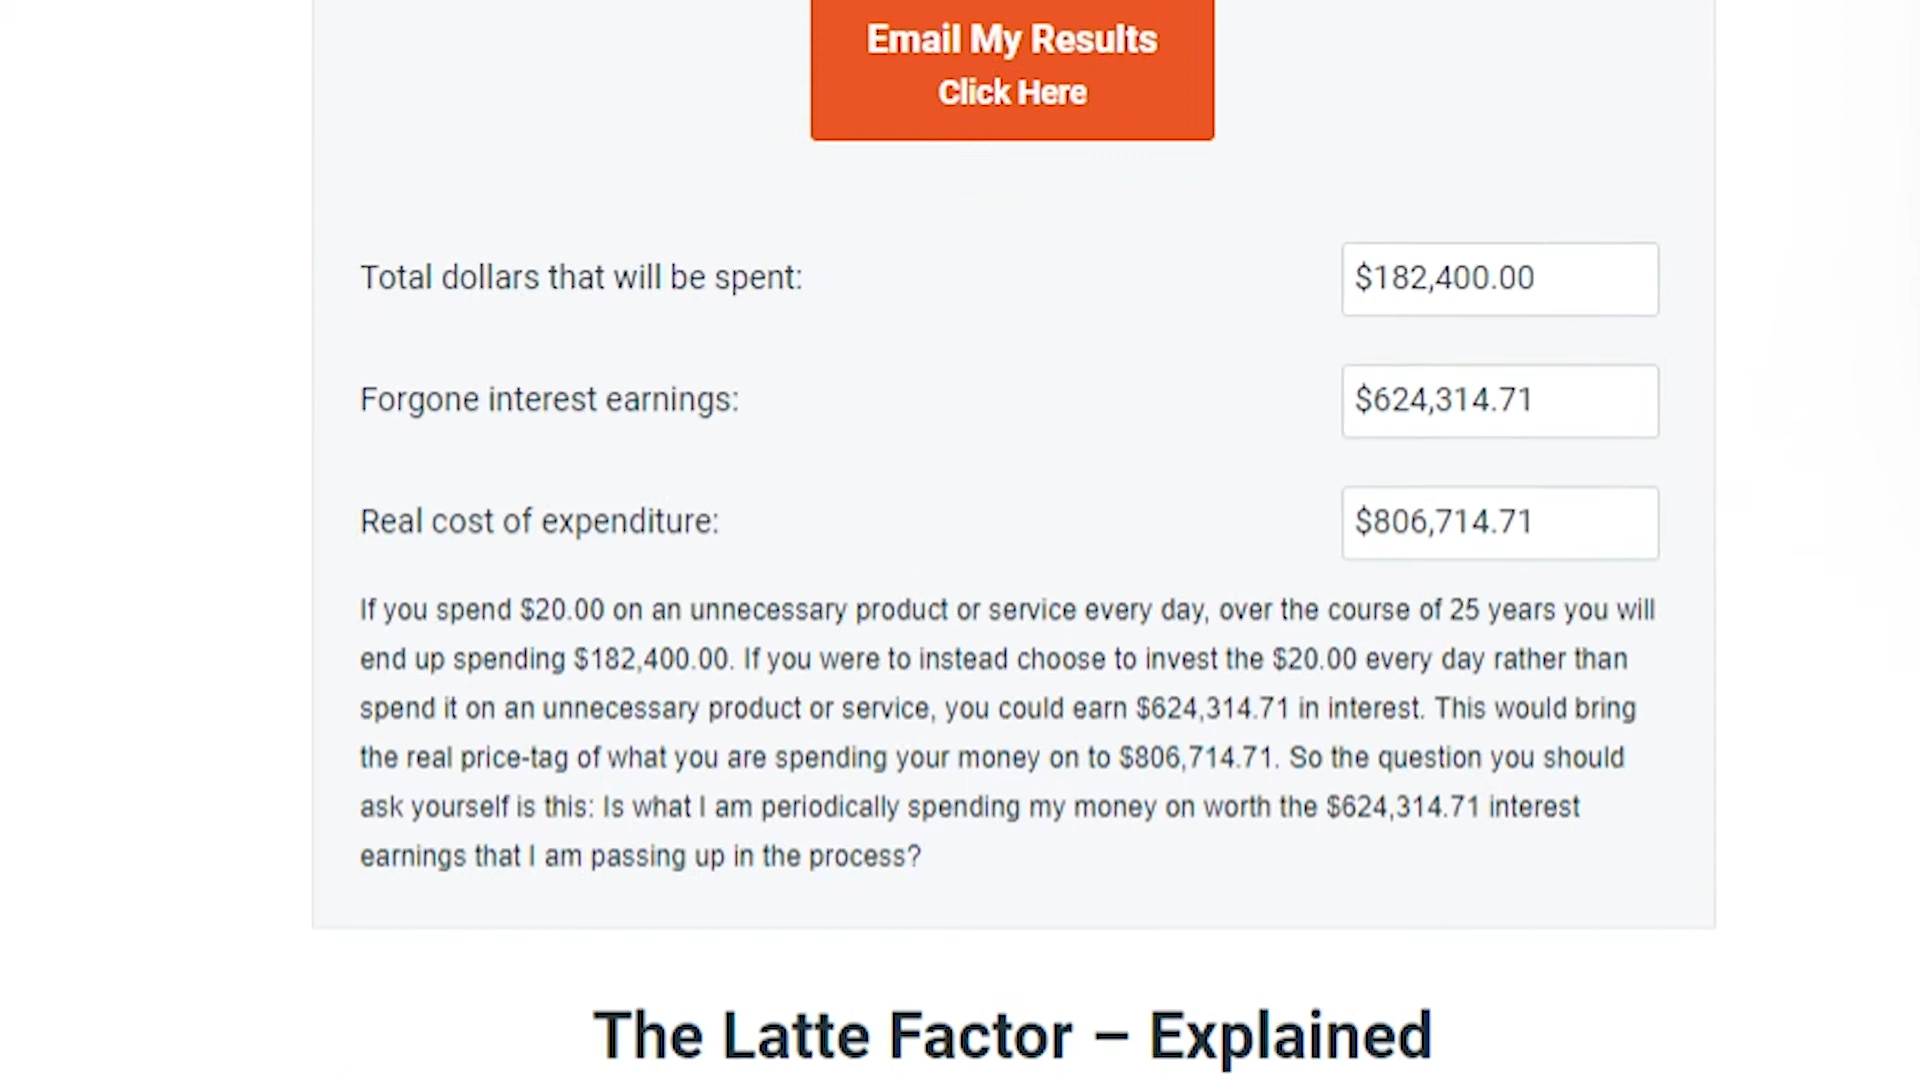 Email My Results
Click Here
Total dollars that will be spent:
$182,400.00
Forgone interest earnings:
$624,314.71
Real cost of expenditure:
$806,714.71
If you spend $20.00 on an unnecessary product or service every day, over the course of 25 years you will
end up spending $182,400.00. If you were to instead choose to invest the $20.00 every day rather than
spend it on an unnecessary product or service, you could earn $624,314.71 in interest. This would bring
the real price-tag of what you are spending your money on to $806,714.71. So the question you should
ask yourself is this: Is what I am periodically spending my money on worth the $624,314.71 interest
earnings that I am passing up in the process?
The Latte Factor – Explained